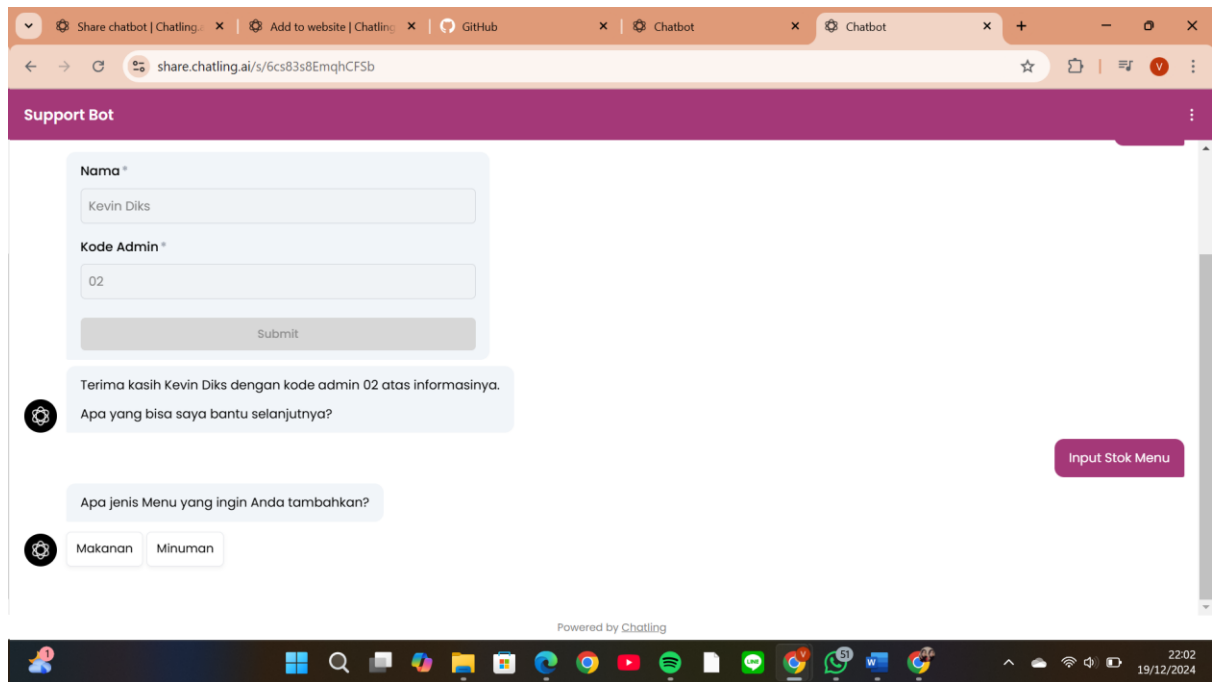 Share chatbot | Chatling.
Add to website | Chatling
GitHub
Chatbot
Chatbot
share.chatling.ai/s/6cs83s8EmqhCFSb
V
Support Bot
Nama *
Kevin Diks
Kode Admin *
02
Submit
Terima kasih Kevin Diks dengan kode admin 02 atas informasinya.
Apa yang bisa saya bantu selanjutnya?
Input Stok Menu
Apa jenis Menu yang ingin Anda tambahkan?
Makanan Minuman
Powered by Chatling
1
LINE
V
51
22:02
19/12/2024